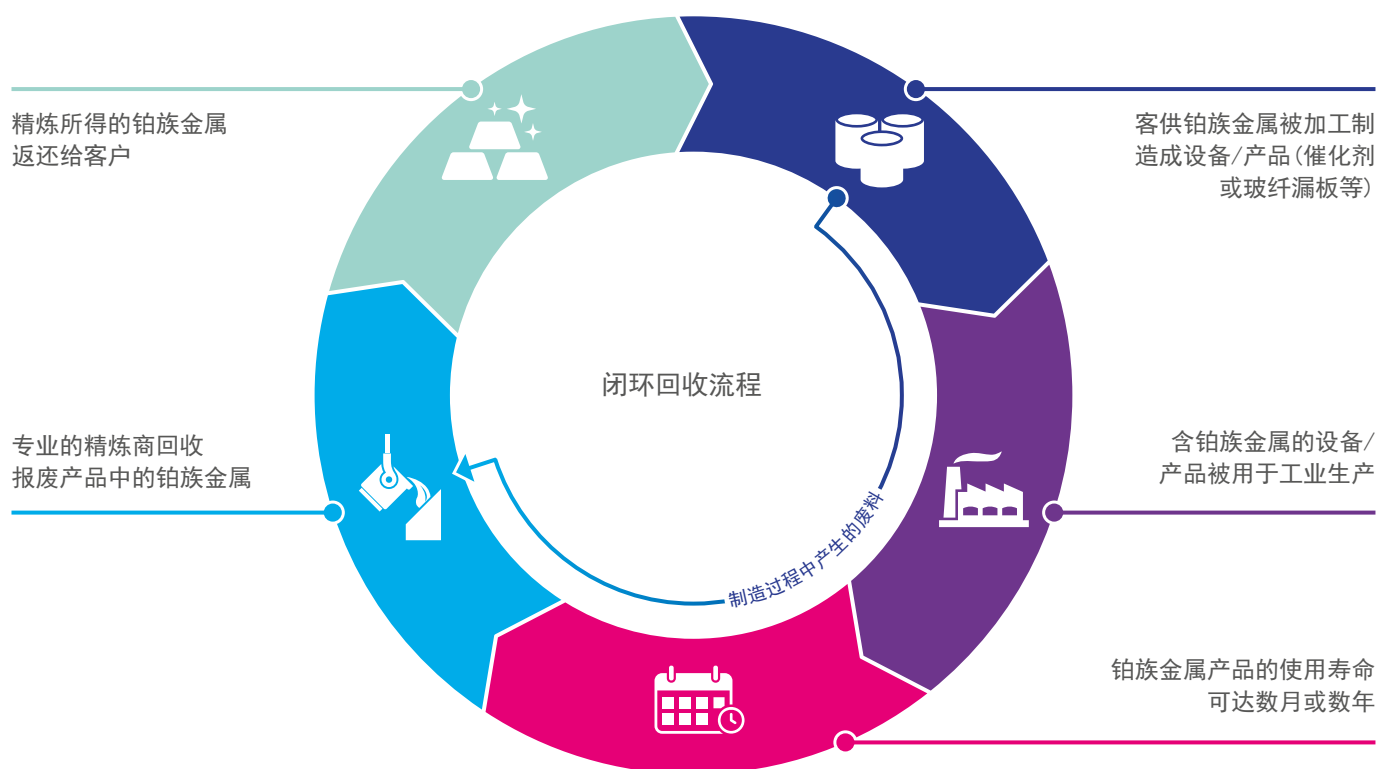 精炼所得的铂族金属
返还给客户
客供铂族金属被加工制
造成设备/产品(催化剂
或玻纤漏板等)
闭环回收流程
专业的精炼商回收
报废产品中的铂族金属
含铂族金属的设备/
产品被用于工业生产
制造过程中产生的废料
铂族金属产品的使用寿命
可达数月或数年